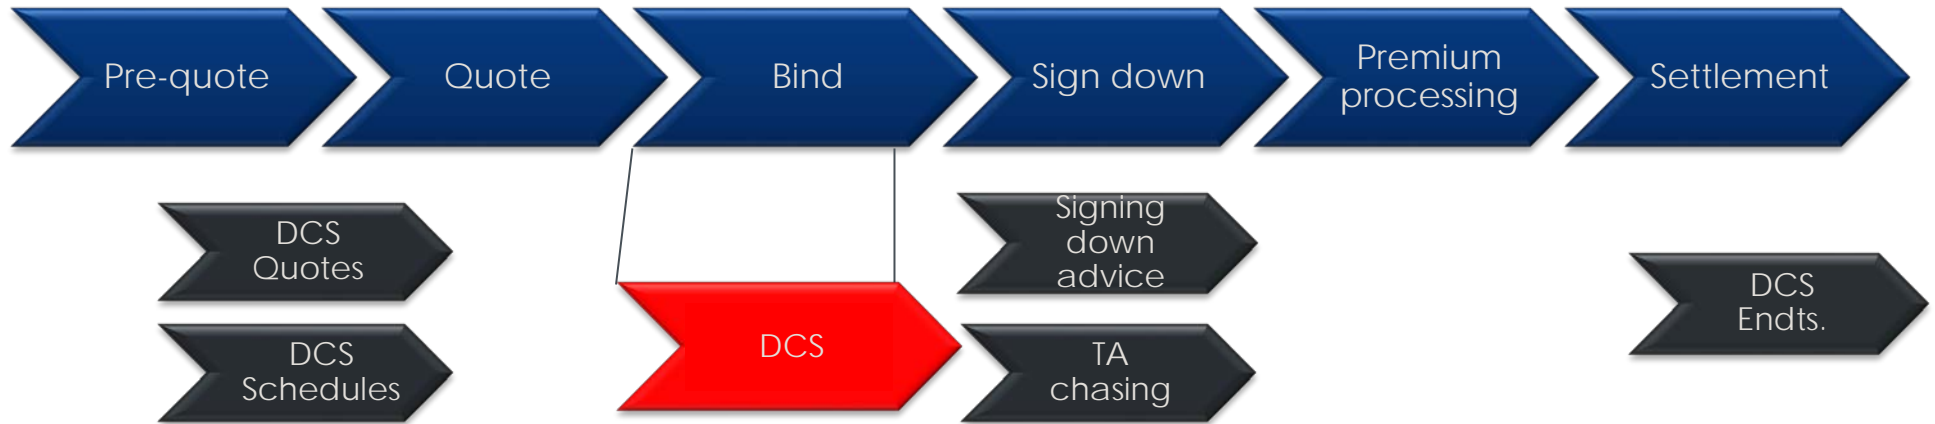 Pre-quote
Quote
Bind
Sign down
Premium
processing
Settlement
DCS
Quotes
DCS
Schedules
DCS
Signing
down
advice
TA
chasing
DCS
Endts.